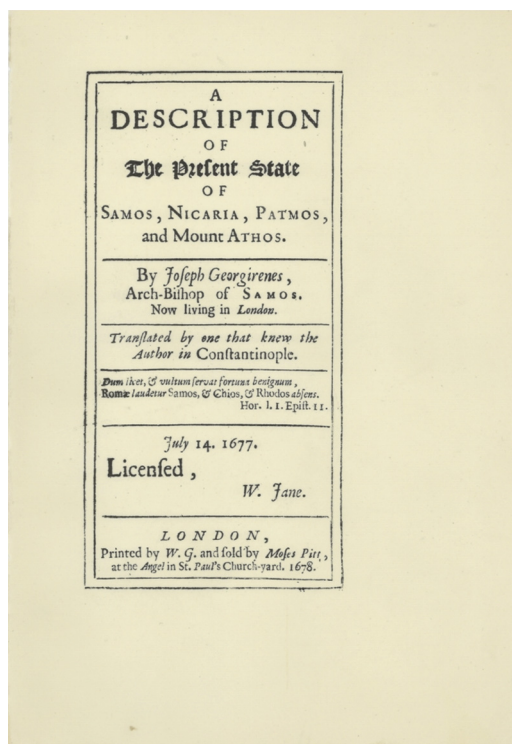 A
DESCRIPTION
OF
The Preſent State
OF
SAMOS, NICARIA, PATMOS,
and Mount ATHOS.
By Joſeph Georgirenes,
Arch-Biſhop of SAMOS.
Now living in London.
Tranſlated by one that knew the
Author in Conſtantinople.
Dum licet, & vultum ſervat fortuna benignum,
Romæ laudetur Samos, & Chios, & Rhodos abſens.
Hor. l. 1. Epiſt. 11.
July 14. 1677.
Licenſed,
W. Jane.
LONDON,
Printed by W. G. and ſold by Moſes Pitt,
at the Angel in St. Paul's Church-yard. 1678.